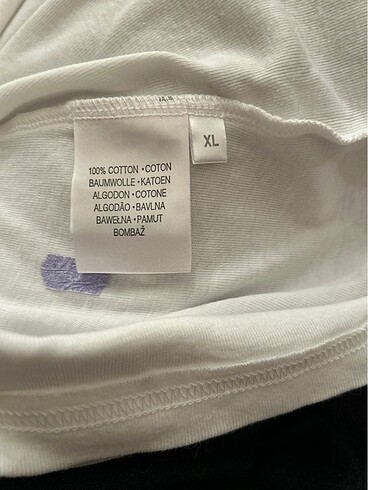 XL
100% COTTON • COTON
BAUMWOLLE • KATOEN
ALGODON • COTONE
ALGODÃO • BAVLNA
BAWEŁNA • PAMUT
BOMBAŽ